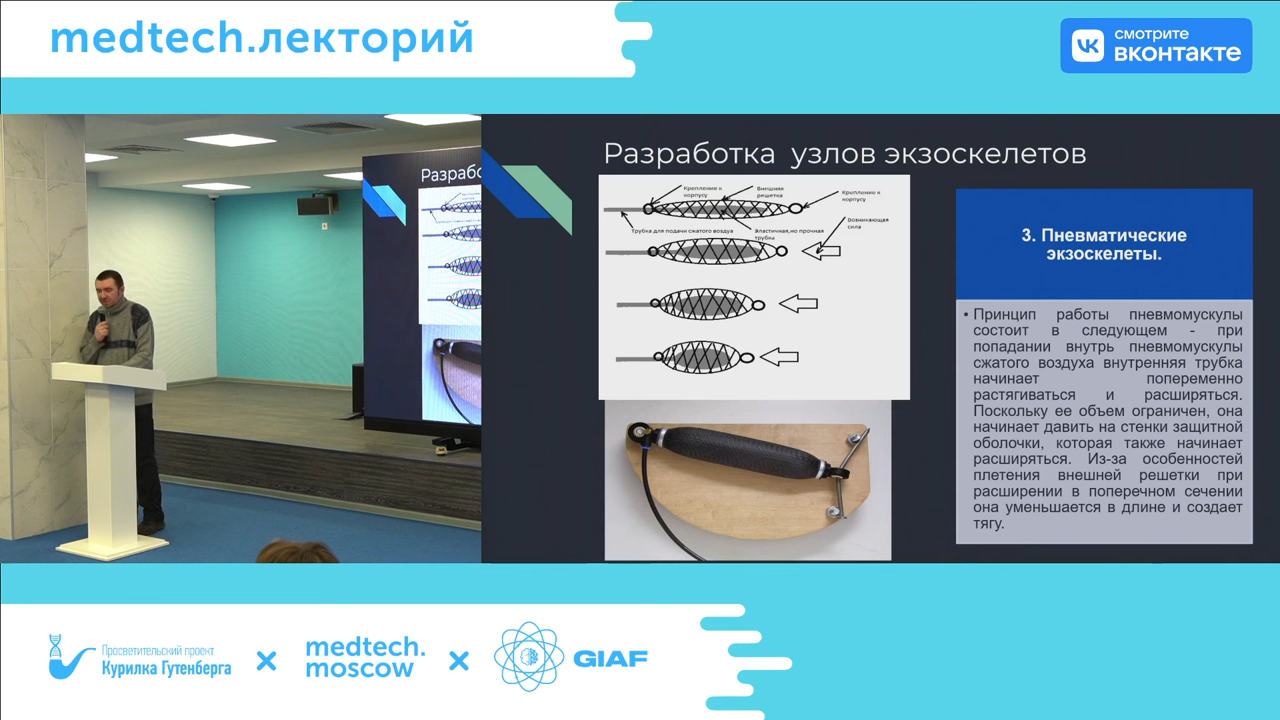 medtech.лекторий
смотрите
вконтакте
Разработка узлов экзоскелетов
Разрабо
Крепление к
корпусу
Внешняя
решетка
Крепление к
корпусу
Трубка для подачи сжатого воздуха
Эластичная,но прочная
трубка
Возникающая
сила
3. Пневматические
экзоскелеты.
• Принцип работы пневмомускулы
состоит в следующем - при
попадании внутрь пневмомускулы
сжатого воздуха внутренняя трубка
начинает попеременно
растягиваться и расширяться.
Поскольку ее объем ограничен, она
начинает давить на стенки защитной
оболочки, которая также начинает
расширяться. Из-за особенностей
плетения внешней решетки при
расширении в поперечном сечении
она уменьшается в длине и создает
тягу.
Просветительский проект
Курилка Гутенберга
medtech.
moscow
GIAF